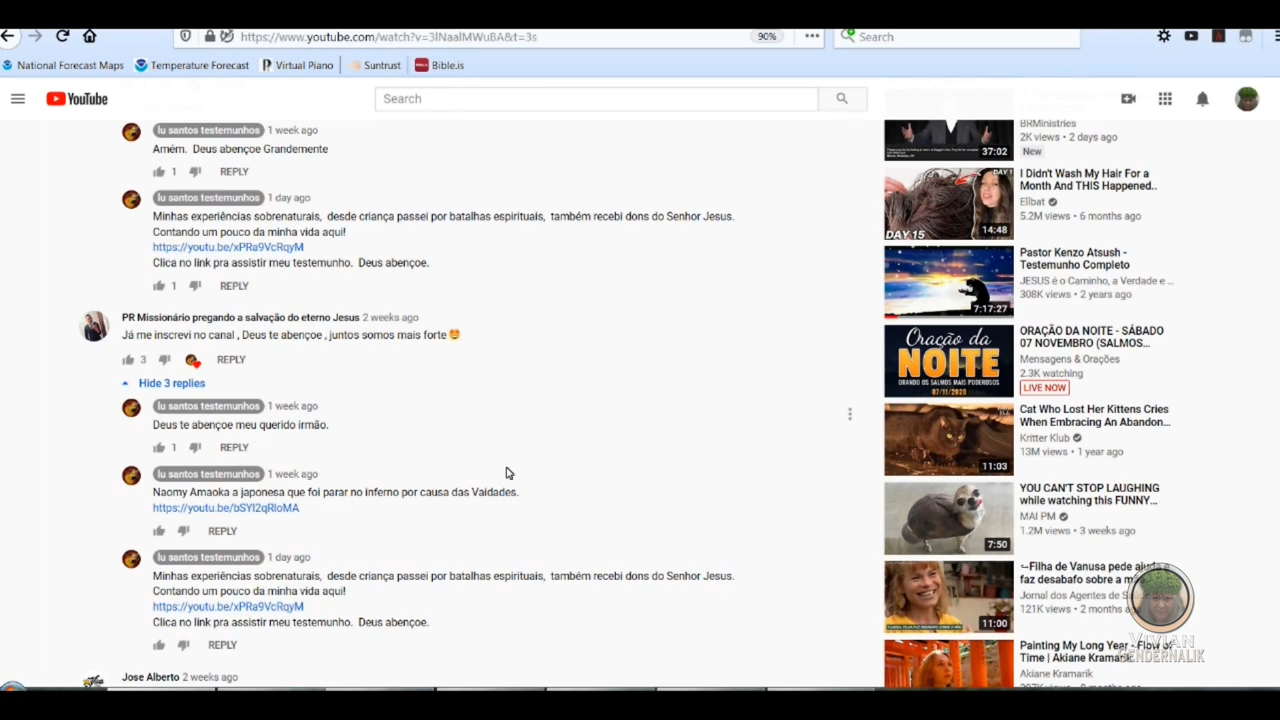 https://www.youtube.com/watch?v=3lNaalMWuBA&t=3s
90%
Search
National Forecast Maps
Temperature Forecast
Virtual Piano
Suntrust
Bible.is
YouTube
Search
lu santos testemunhos 1 week ago
Amém. Deus abençoe Grandemente
1 REPLY
lu santos testemunhos 1 day ago
Minhas experiências sobrenaturais, desde criança passei por batalhas espirituais, também recebi dons do Senhor Jesus.
Contando um pouco da minha vida aqui!
https://youtu.be/xPRa9VcRqyM
Clica no link pra assistir meu testemunho. Deus abençoe.
1 REPLY
PR Missionário pregando a salvação do eterno Jesus 2 weeks ago
Já me inscrevi no canal , Deus te abençoe , juntos somos mais forte
3 REPLY
Hide 3 replies
lu santos testemunhos 1 week ago
Deus te abençoe meu querido irmão.
1 REPLY
lu santos testemunhos 1 week ago
Naomy Amaoka a japonesa que foi parar no inferno por causa das Vaidades.
https://youtu.be/bSYl2qRloMA
REPLY
lu santos testemunhos 1 day ago
Minhas experiências sobrenaturais, desde criança passei por batalhas espirituais, também recebi dons do Senhor Jesus.
Contando um pouco da minha vida aqui!
https://youtu.be/xPRa9VcRqyM
Clica no link pra assistir meu testemunho. Deus abençoe.
REPLY
Jose Alberto 2 weeks ago
37:02
BRMinistries
2K views • 2 days ago
New
DAY 1
DAY 15
14:48
I Didn't Wash My Hair For a
Month And THIS Happened..
Ellbat
5.2M views • 6 months ago
7:17:27
Pastor Kenzo Atsush -
Testemunho Completo
JESUS é o Caminho, a Verdade e ...
308K views • 2 years ago
Oração da
NOITE
ORANDO OS SALMOS MAIS PODEROSOS
07/11/2020
ORAÇÃO DA NOITE - SÁBADO
07 NOVEMBRO (SALMOS...
Mensagens & Orações
2.3K watching
LIVE NOW
11:03
Cat Who Lost Her Kittens Cries
When Embracing An Abandon...
Kritter Klub
13M views • 1 year ago
7:50
YOU CAN'T STOP LAUGHING
while watching this FUNNY...
MAI PM
1.2M views • 3 weeks ago
11:00
Filha de Vanusa pede ajuda e
faz desabafo sobre a
Jornal dos Agentes de
121K views • 2
Painting My Long Year - Flow of
Time | Akiane Kramarik
Akiane Kramarik
VIVIAN